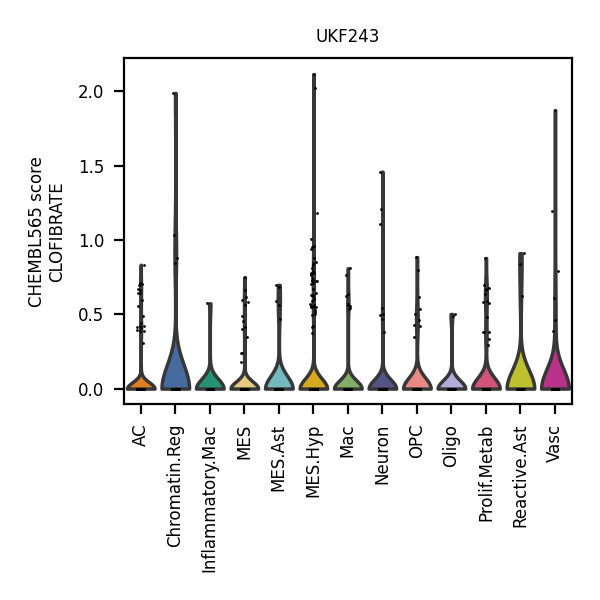 UKF243
CHEMBL565 score
CLOFIBRATE
2.0
1.5
1.0
0.5
0.0
AC
Chromatin.Reg
Inflammatory.Mac
MES
MES.Ast
MES.Hyp
Mac
Neuron
OPC
Oligo
Prolif.Metab
Reactive.Ast
Vasc